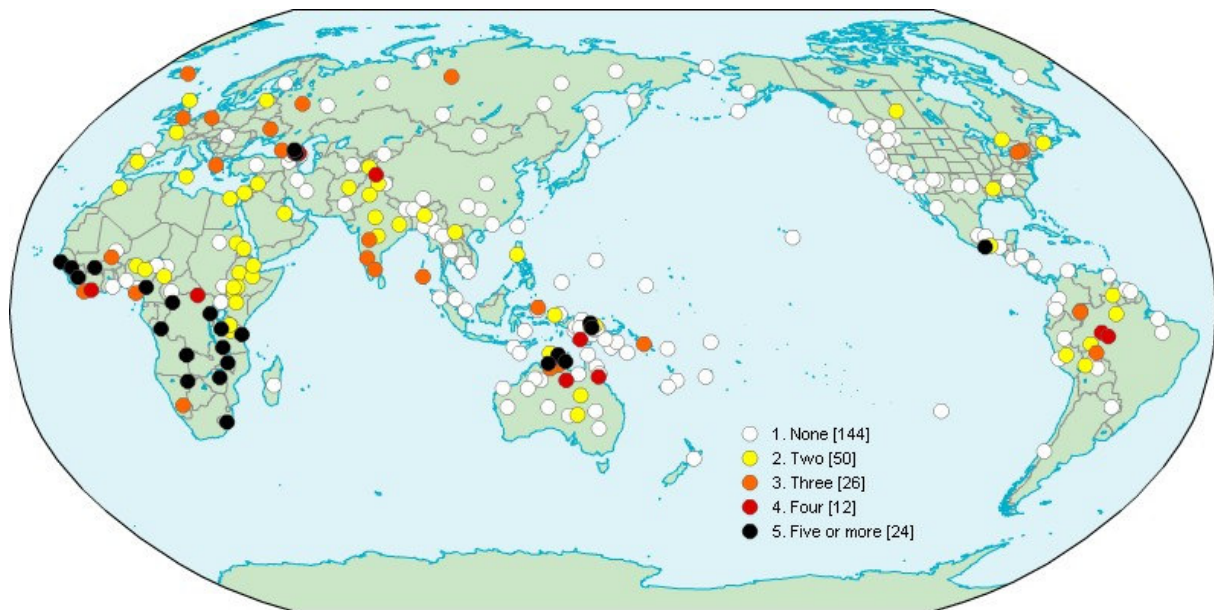 1. None [144]
2. Two [50]
3. Three [26]
4. Four [12]
5. Five or more [24]